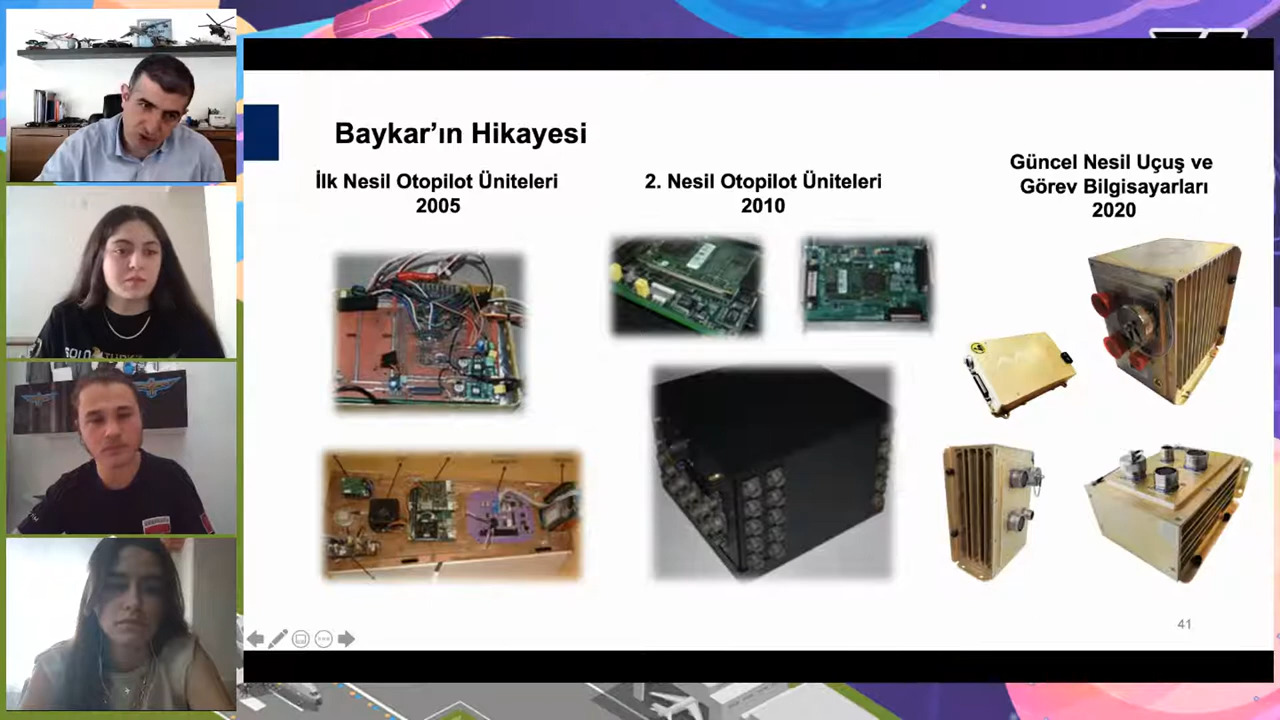 Baykar’ın Hikayesi
İlk Nesil Otopilot Üniteleri
2005
2. Nesil Otopilot Üniteleri
2010
Güncel Nesil Uçuş ve
Görev Bilgisayarları
2020
41